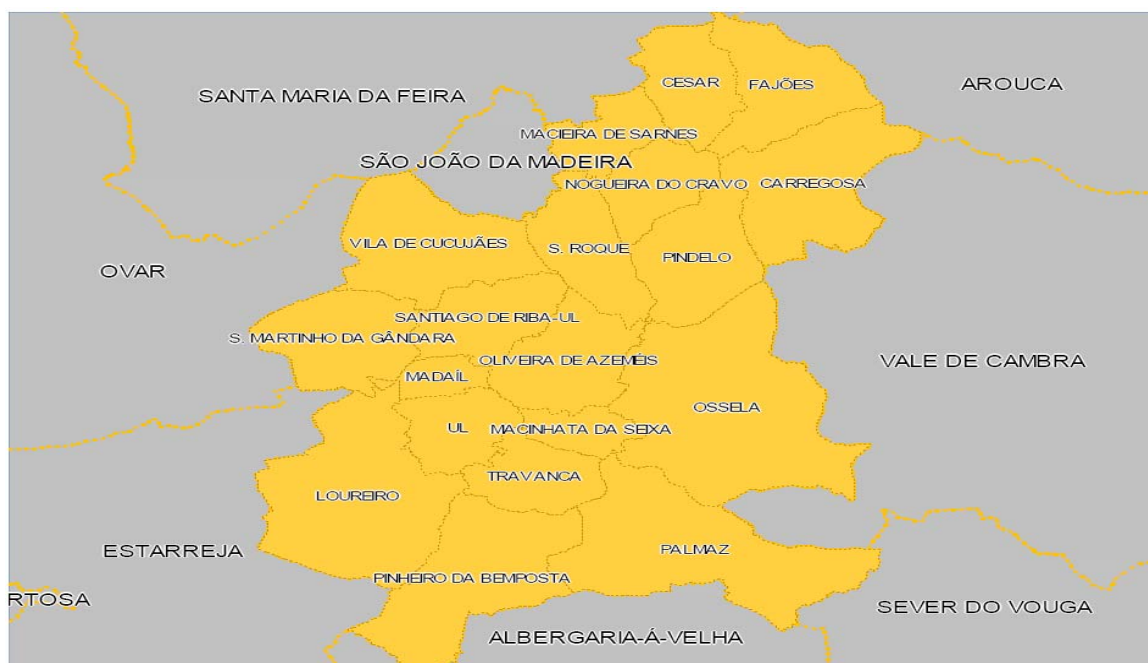 CESAR
FAJÕES
AROUCA
SANTA MARIA DA FEIRA
MACIEIRA DE SARNES
SÃO JOÃO DA MADEIRA
NOGUEIRA DO CRAVO
CARREGOSA
VILA DE CUCUJÃES
S. ROQUE
PINDELO
OVAR
SANTIAGO DE RIBA-UL
S. MARTINHO DA GÂNDARA
OLIVEIRA DE AZEMÉIS
VALE DE CAMBRA
MADAÍL
OSSELA
UL
MACINHATA DA SEIXA
TRAVANCA
LOUREIRO
ESTARREJA
PALMAZ
PINHEIRO DA BEMPOSTA
RTOSA
SEVER DO VOUGA
ALBERGARIA-Á-VELHA